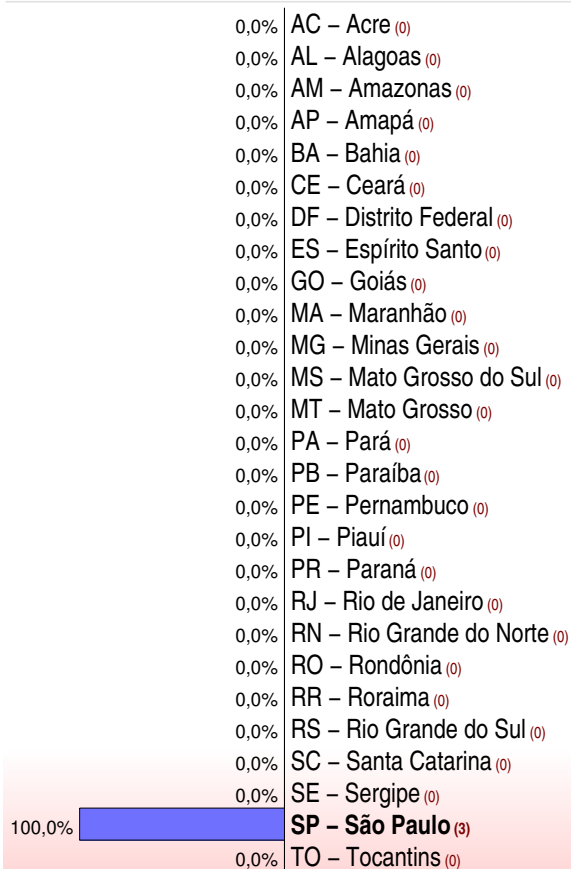 0,0% AC – Acre (0)
0,0% AL – Alagoas (0)
0,0% AM – Amazonas (0)
0,0% AP – Amapá (0)
0,0% BA – Bahia (0)
0,0% CE – Ceará (0)
0,0% DF – Distrito Federal (0)
0,0% ES – Espírito Santo (0)
0,0% GO – Goiás (0)
0,0% MA – Maranhão (0)
0,0% MG – Minas Gerais (0)
0,0% MS – Mato Grosso do Sul (0)
0,0% MT – Mato Grosso (0)
0,0% PA – Pará (0)
0,0% PB – Paraíba (0)
0,0% PE – Pernambuco (0)
0,0% PI – Piauí (0)
0,0% PR – Paraná (0)
0,0% RJ – Rio de Janeiro (0)
0,0% RN – Rio Grande do Norte (0)
0,0% RO – Rondônia (0)
0,0% RR – Roraima (0)
0,0% RS – Rio Grande do Sul (0)
0,0% SC – Santa Catarina (0)
0,0% SE – Sergipe (0)
100,0% SP – São Paulo (3)
0,0% TO – Tocantins (0)